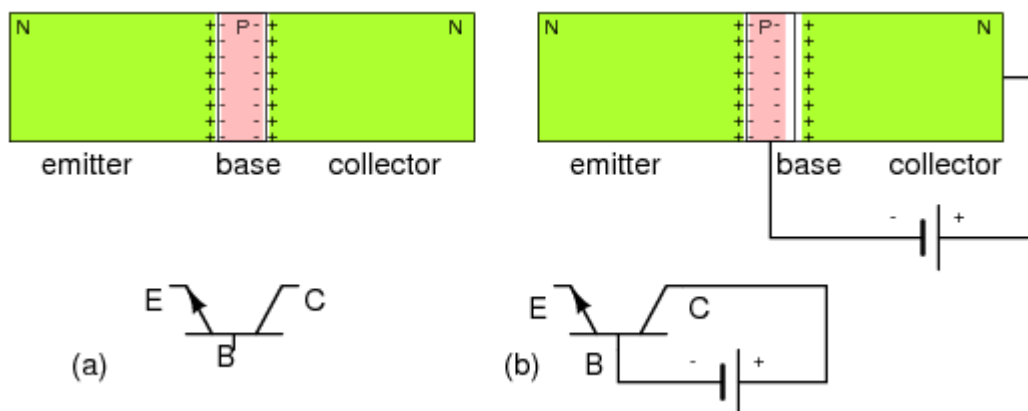 N P N
+ - - +
+ - - +
+ - - +
+ - - +
+ - - +
+ - - +
+ - - +
+ - - +
emitter base collector
N P N
+ - - +
+ - - +
+ - - +
+ - - +
+ - - +
+ - - +
+ - - +
+ - - +
emitter base collector
- +
E C
B
(a)
E C
B - +
(b)